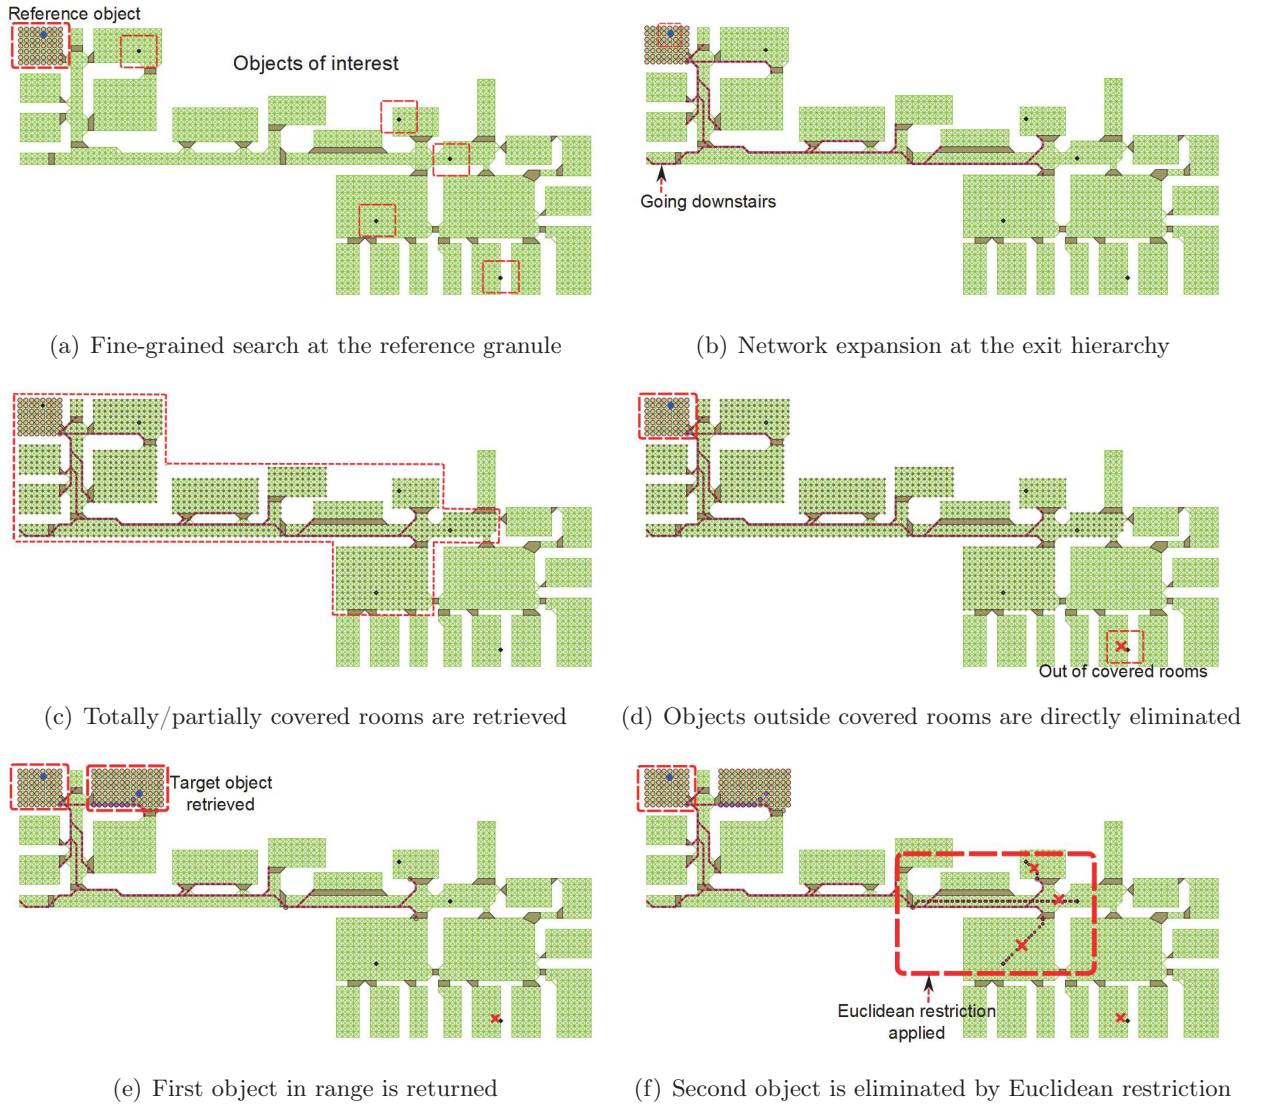 Reference object
Objects of interest
Going downstairs
(a) Fine-grained search at the reference granule
(b) Network expansion at the exit hierarchy
Out of covered rooms
(c) Totally/partially covered rooms are retrieved
(d) Objects outside covered rooms are directly eliminated
Target object
retrieved
Euclidean restriction
applied
(e) First object in range is returned
(f) Second object is eliminated by Euclidean restriction